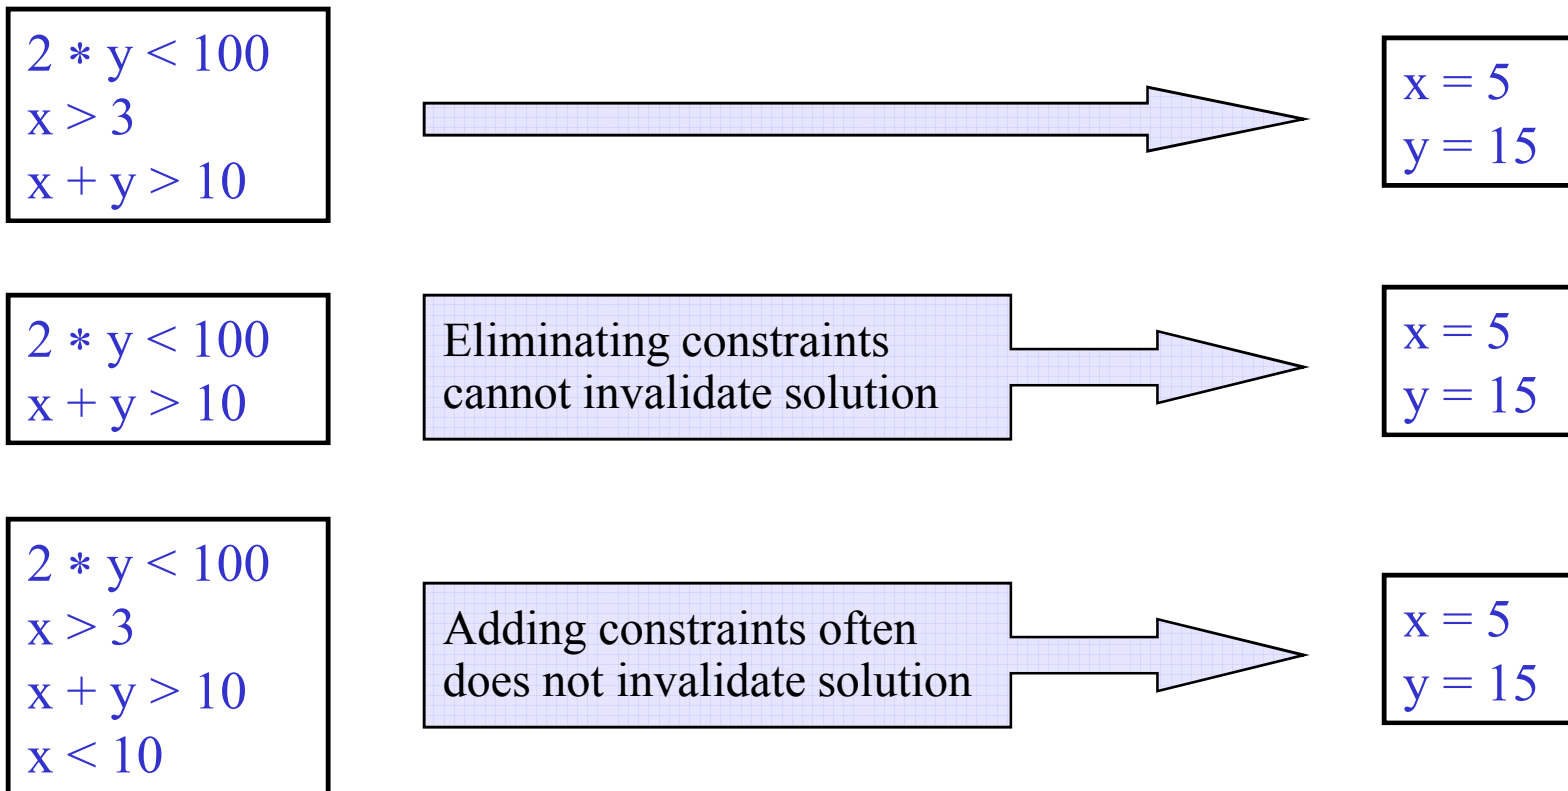 2 * y < 100
x > 3
x + y > 10
x = 5
y = 15
2 * y < 100
x + y > 10
Eliminating constraints
cannot invalidate solution
x = 5
y = 15
2 * y < 100
x > 3
x + y > 10
x < 10
Adding constraints often
does not invalidate solution
x = 5
y = 15